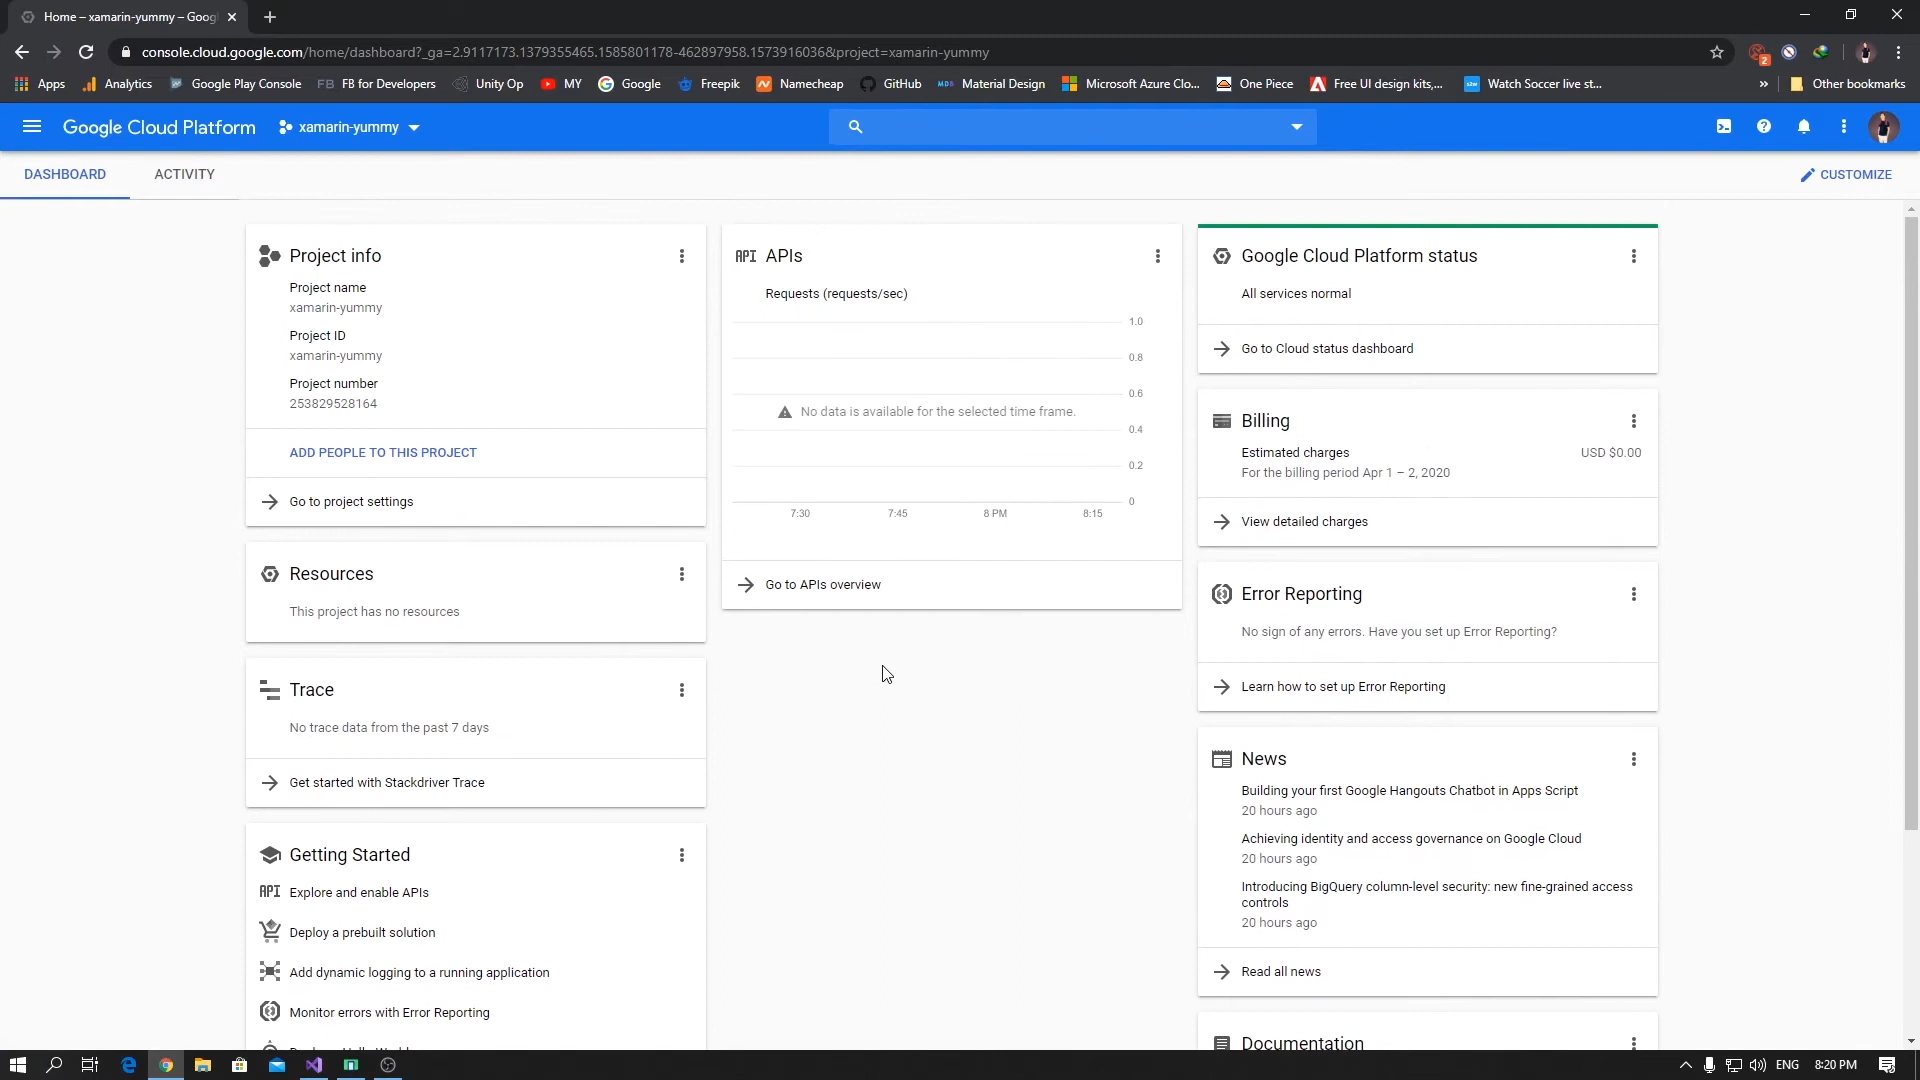 Home – xamarin-yummy – Goog
console.cloud.google.com/home/dashboard?_ga=2.9117173.1379355465.1585801178-462897958.1573916036&project=xamarin-yummy
2
Apps
Analytics
Google Play Console
FB
FB for Developers
Unity Op
MY
Google
Freepik
Namecheap
GitHub
Material Design
Microsoft Azure Clo...
One Piece
Free UI design kits,...
Watch Soccer live st...
»
Other bookmarks
Google Cloud Platform
xamarin-yummy
DASHBOARD
ACTIVITY
CUSTOMIZE
Project info
Project name
xamarin-yummy
Project ID
xamarin-yummy
Project number
253829528164
ADD PEOPLE TO THIS PROJECT
Go to project settings
Resources
This project has no resources
Trace
No trace data from the past 7 days
Get started with Stackdriver Trace
Getting Started
API
Explore and enable APIs
Deploy a prebuilt solution
Add dynamic logging to a running application
Monitor errors with Error Reporting
API
APIs
Requests (requests/sec)
1.0
0.8
0.6
No data is available for the selected time frame.
0.4
0.2
0
7:30
7:45
8 PM
8:15
Go to APIs overview
Google Cloud Platform status
All services normal
Go to Cloud status dashboard
Billing
Estimated charges
USD $0.00
For the billing period Apr 1 – 2, 2020
View detailed charges
Error Reporting
No sign of any errors. Have you set up Error Reporting?
Learn how to set up Error Reporting
News
Building your first Google Hangouts Chatbot in Apps Script
20 hours ago
Achieving identity and access governance on Google Cloud
20 hours ago
Introducing BigQuery column-level security: new fine-grained access
controls
20 hours ago
Read all news
Documentation
ENG
8:20 PM